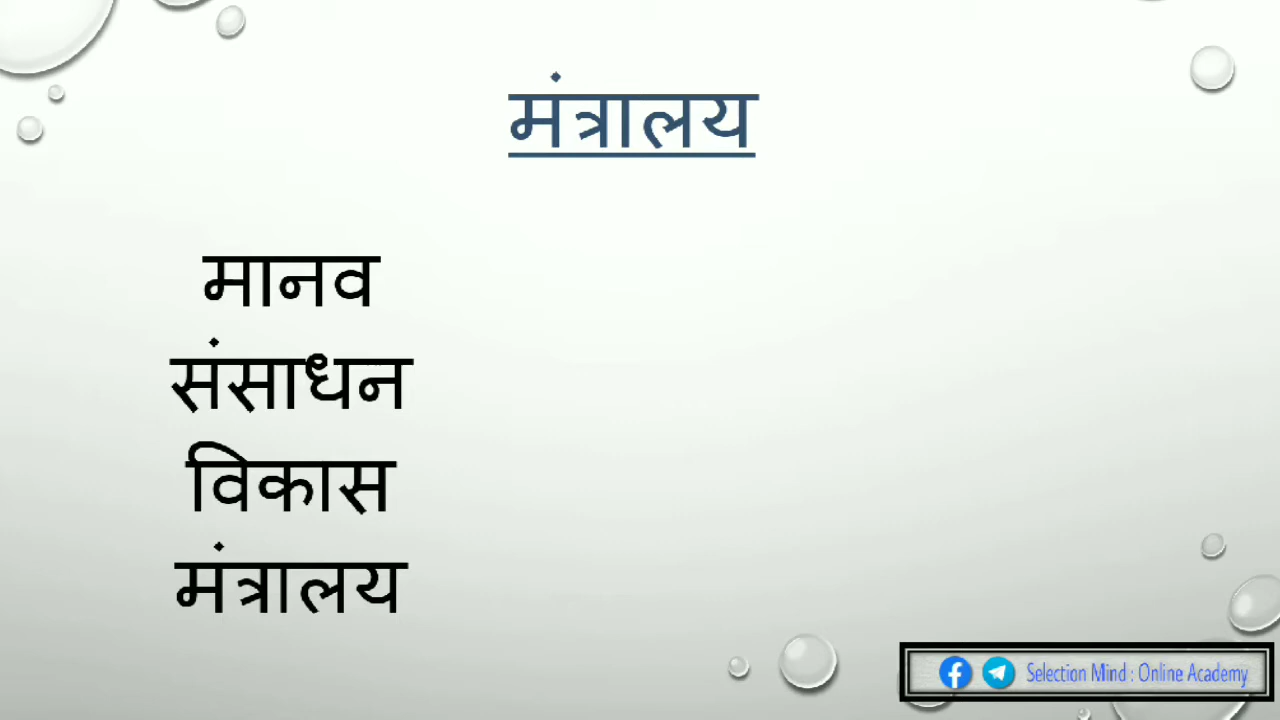 मंत्रालय
मानव
संसाधन
विकास
मंत्रालय
Selection Mind : Online Academy